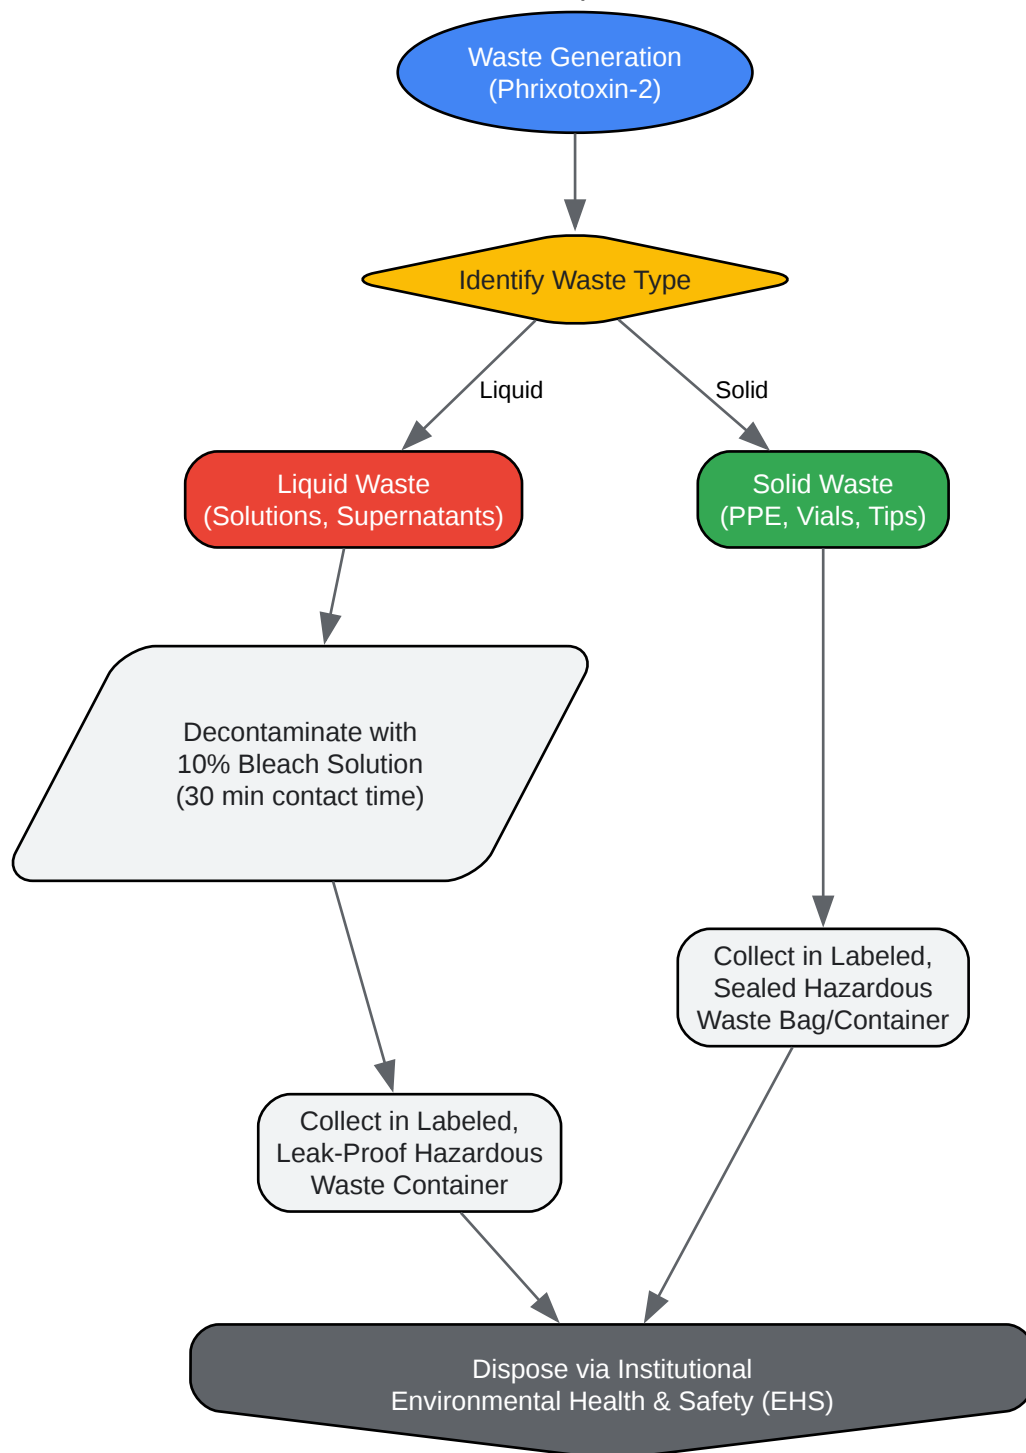 Waste Generation
(Phrixotoxin-2)
Identify Waste Type
Liquid
Solid
Liquid Waste
(Solutions, Supernatants)
Solid Waste
(PPE, Vials, Tips)
Decontaminate with
10% Bleach Solution
(30 min contact time)
Collect in Labeled,
Sealed Hazardous
Waste Bag/Container
Collect in Labeled,
Leak-Proof Hazardous
Waste Container
Dispose via Institutional
Environmental Health & Safety (EHS)